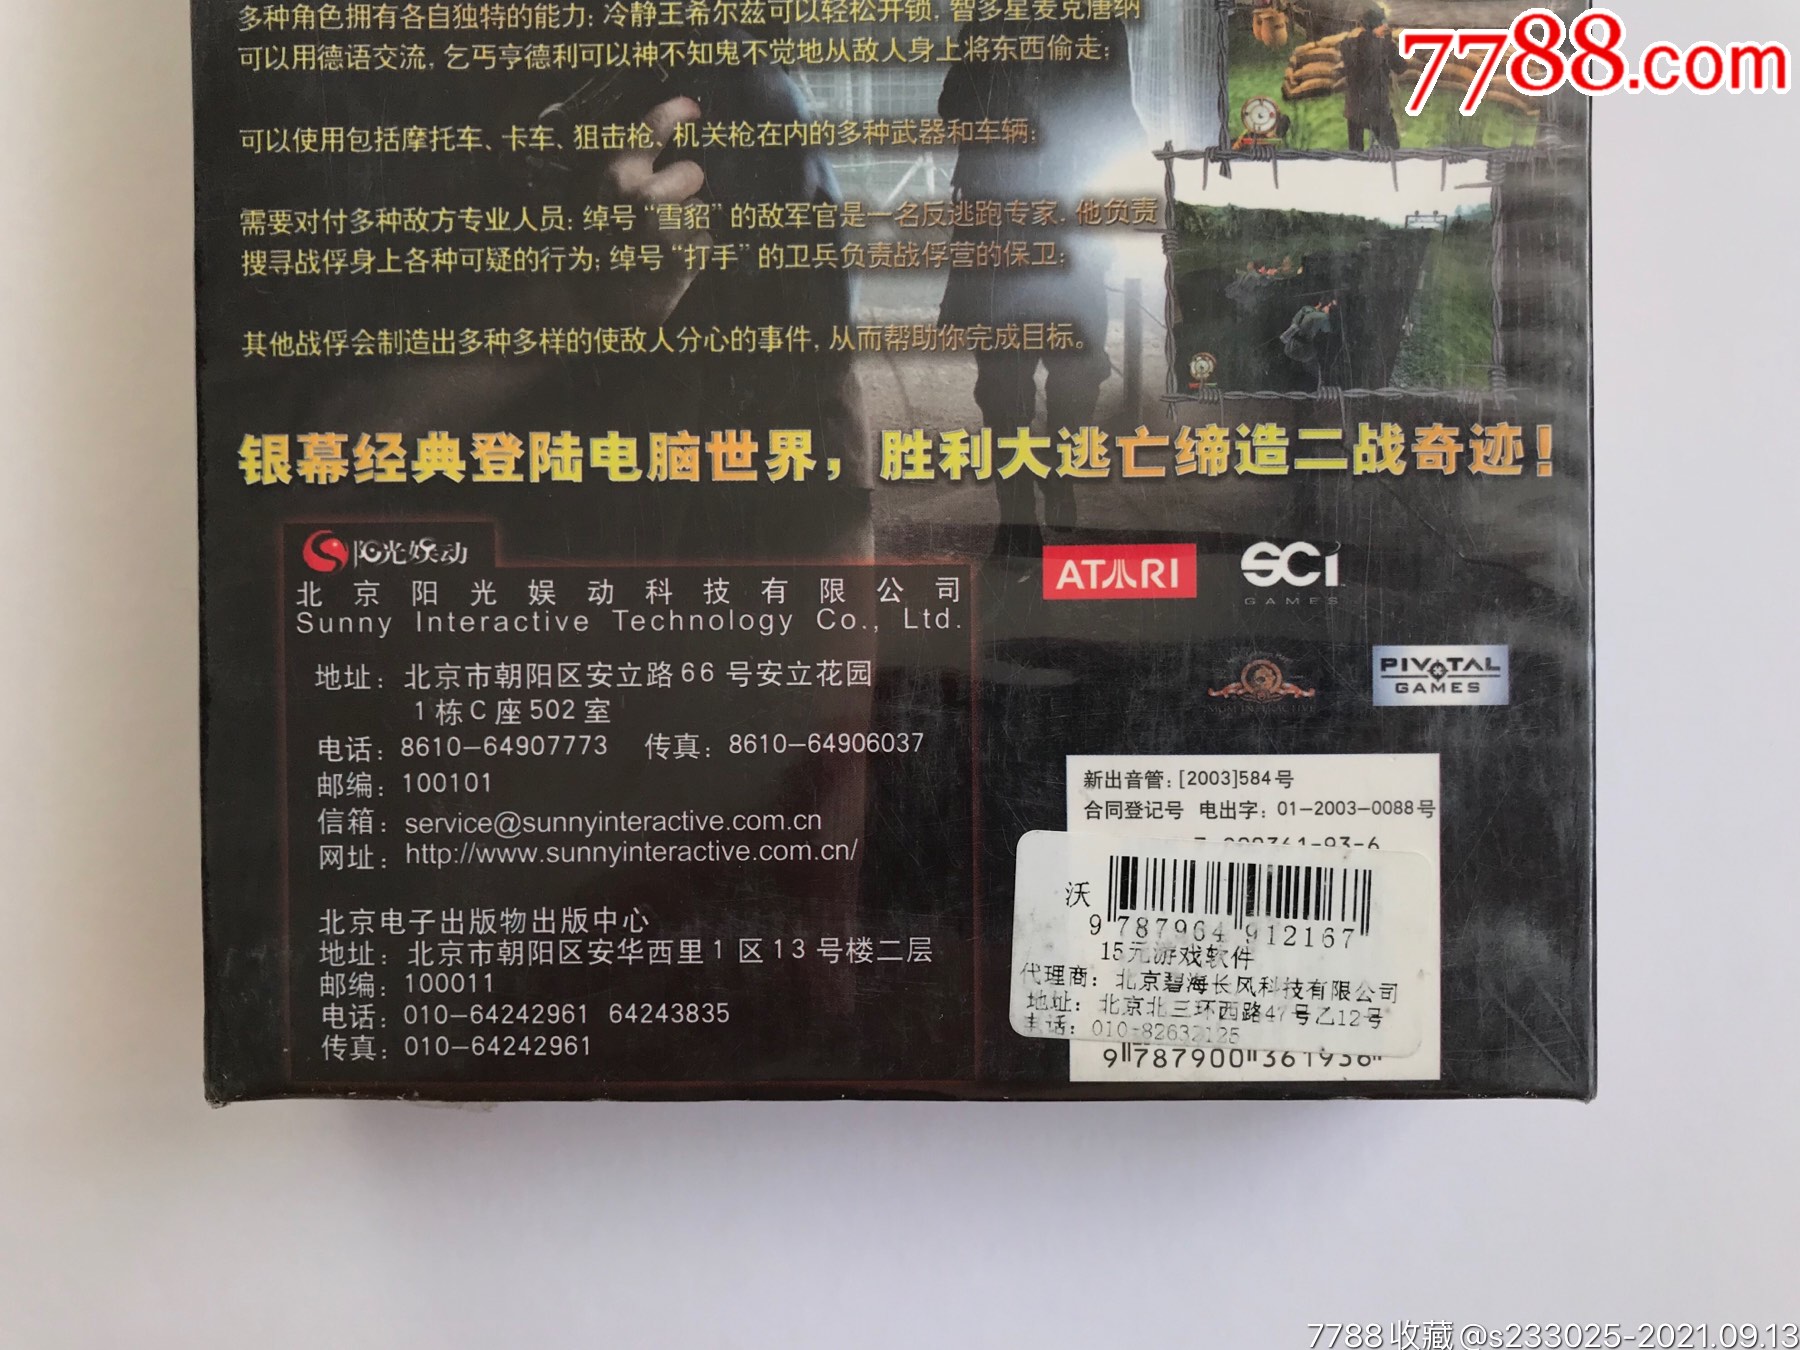 多种角色拥有各自独特的能力：冷静王希尔兹可以轻松开锁，智多星麦克唐纳
可以用德语交流，乞丐亨德利可以神不知鬼不觉地从敌人身上将东西偷走；
可以使用包括摩托车、卡车、狙击枪、机关枪在内的多种武器和车辆；
需要对付多种敌方专业人员：绰号“雪貂”的敌军官是一名反逃跑专家，他负责
搜寻战俘身上各种可疑的行为；绰号“打手”的卫兵负责战俘营的保卫；
其他战俘会制造出多种多样的使敌人分心的事件，从而帮助你完成目标。
银幕经典登陆电脑世界，胜利大逃亡缔造二战奇迹！
阳光娱动
北京阳光娱动科技有限公司
Sunny Interactive Technology Co., Ltd.
地址：北京市朝阳区安立路66号安立花园
1栋C座502室
电话：8610-64907773 传真：8610-64906037
邮编：100101
信箱：service@sunnyinteractive.com.cn
网址：http://www.sunnyinteractive.com.cn/
北京电子出版物出版中心
地址：北京市朝阳区安华西里1区13号楼二层
邮编：100011
电话：010-64242961 64243835
传真：010-64242961
ATARI
SCi
GAMES
MGM INTERACTIVE
PIVOTAL
GAMES
新出音管：[2003]584号
合同登记号 电出字：01-2003-0088号
361-93-6
沃
9 787964 912167
15元游戏软件
代理商：北京碧海长风科技有限公司
地址：北京北三环西路47号乙12号
电话：010-82632125
9 787900 361936
7788.com
7788收藏@s233025-2021.09.13